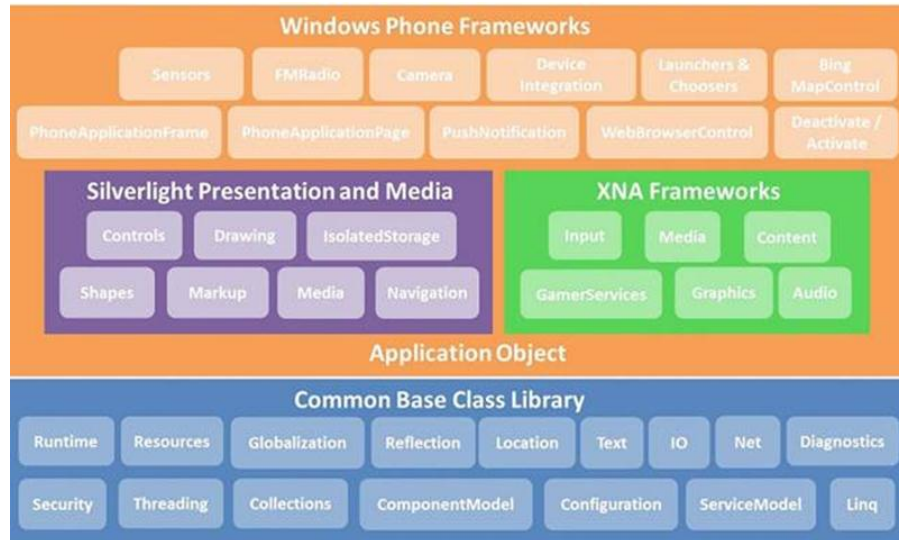 Windows Phone Frameworks
Sensors
FMRadio
Camera
Device
Integration
Launchers &
Choosers
Bing
MapControl
PhoneApplicationFrame
PhoneApplicationPage
PushNotification
WebBrowserControl
Deactivate /
Activate
Silverlight Presentation and Media
Controls
Drawing
IsolatedStorage
Shapes
Markup
Media
Navigation
XNA Frameworks
Input
Media
Content
GamerServices
Graphics
Audio
Application Object
Common Base Class Library
Runtime
Resources
Globalization
Reflection
Location
Text
IO
Net
Diagnostics
Security
Threading
Collections
ComponentModel
Configuration
ServiceModel
Linq